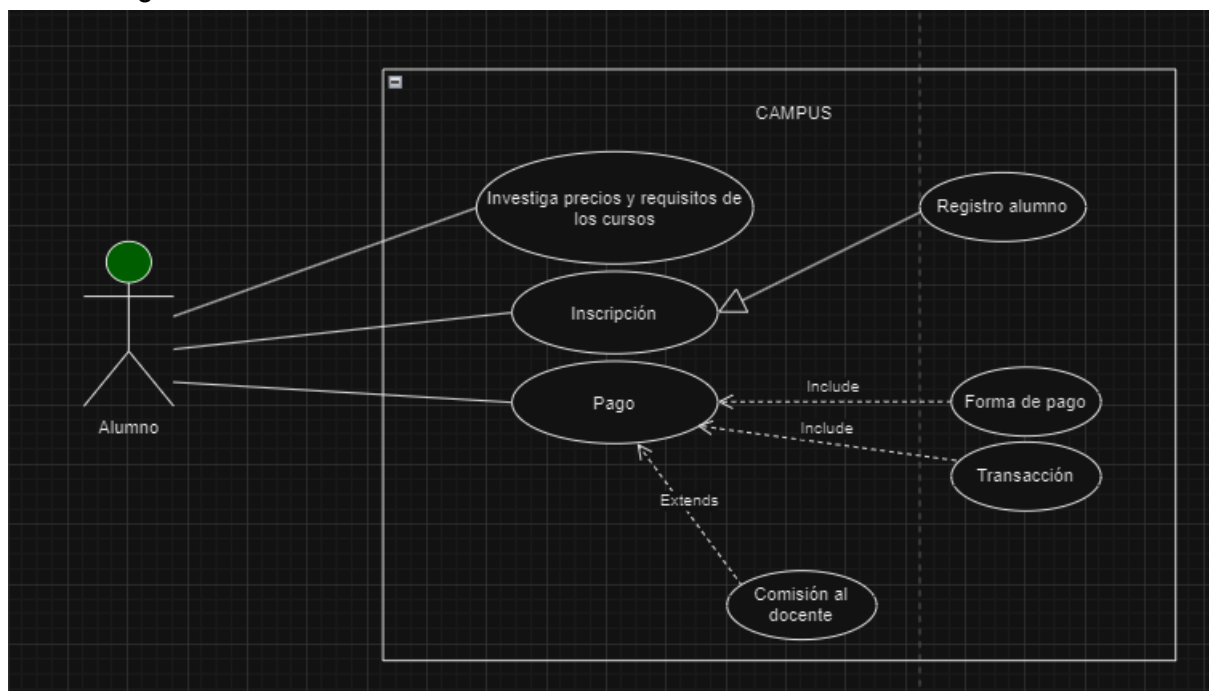 CAMPUS
Investiga precios y requisitos de
los cursos
Registro alumno
Inscripción
Include
Forma de pago
Pago
Include
Alumno
Transacción
Extends
Comisión al
docente